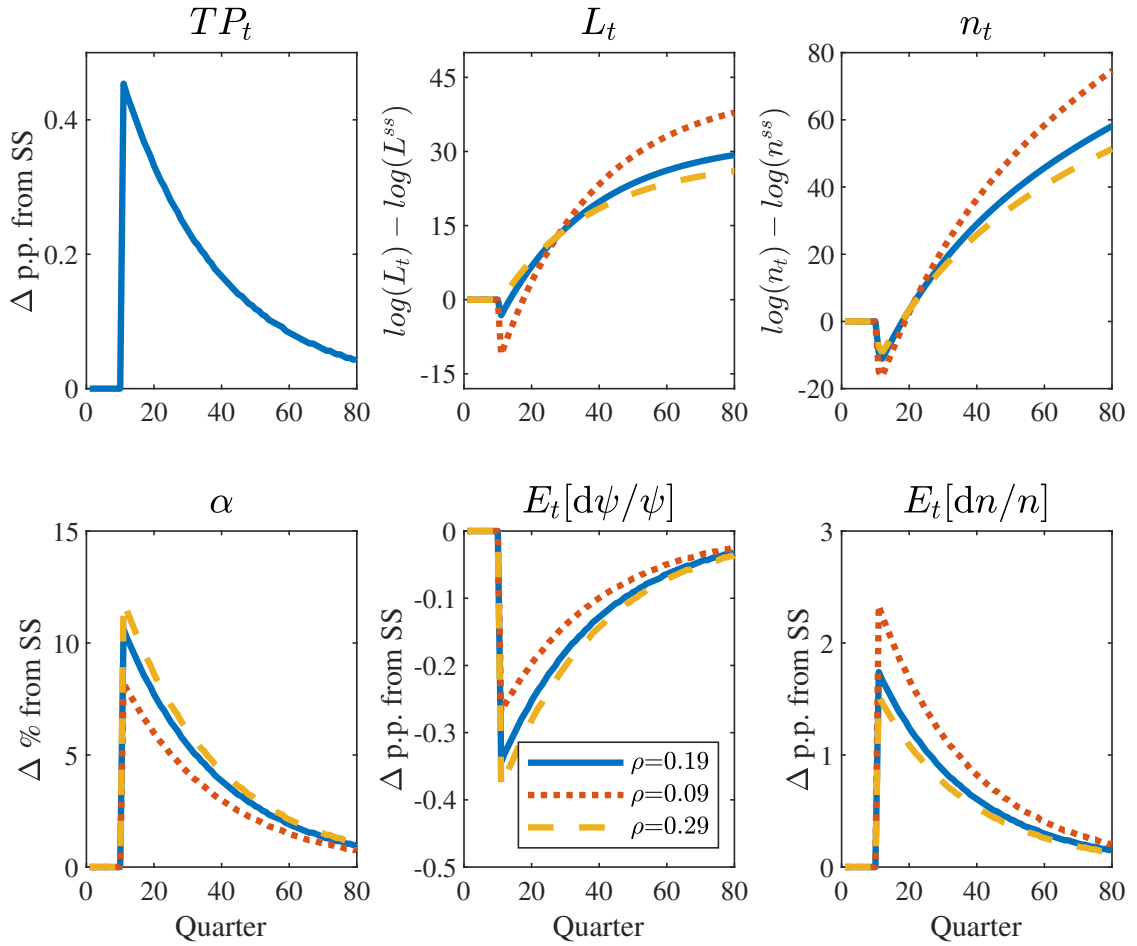 TP_t
Δ p.p. from SS
0.4
0.2
0
0 20 40 60 80
L_t
log(L_t) − log(L^{ss})
45
30
15
0
-15
0 20 40 60 80
n_t
log(n_t) − log(n^{ss})
80
60
40
20
0
-20
0 20 40 60 80
α
Δ % from SS
15
10
5
0
0 20 40 60 80
Quarter
E_t[dψ/ψ]
Δ p.p. from SS
0
-0.1
-0.2
-0.3
-0.4
-0.5
ρ=0.19
ρ=0.09
ρ=0.29
0 20 40 60 80
Quarter
E_t[dn/n]
Δ p.p. from SS
3
2
1
0
0 20 40 60 80
Quarter